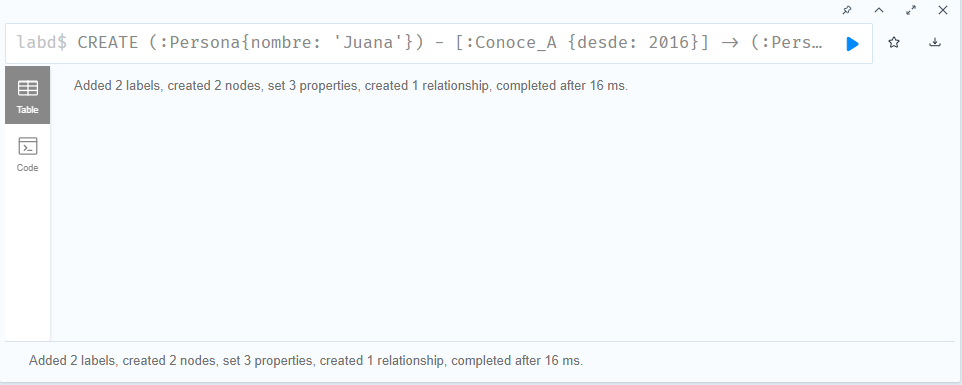 labd$ CREATE (:Persona{nombre: 'Juana'}) - [:Conoce_A {desde: 2016}] -> (:Pers…
Table
Added 2 labels, created 2 nodes, set 3 properties, created 1 relationship, completed after 16 ms.
Code
Added 2 labels, created 2 nodes, set 3 properties, created 1 relationship, completed after 16 ms.